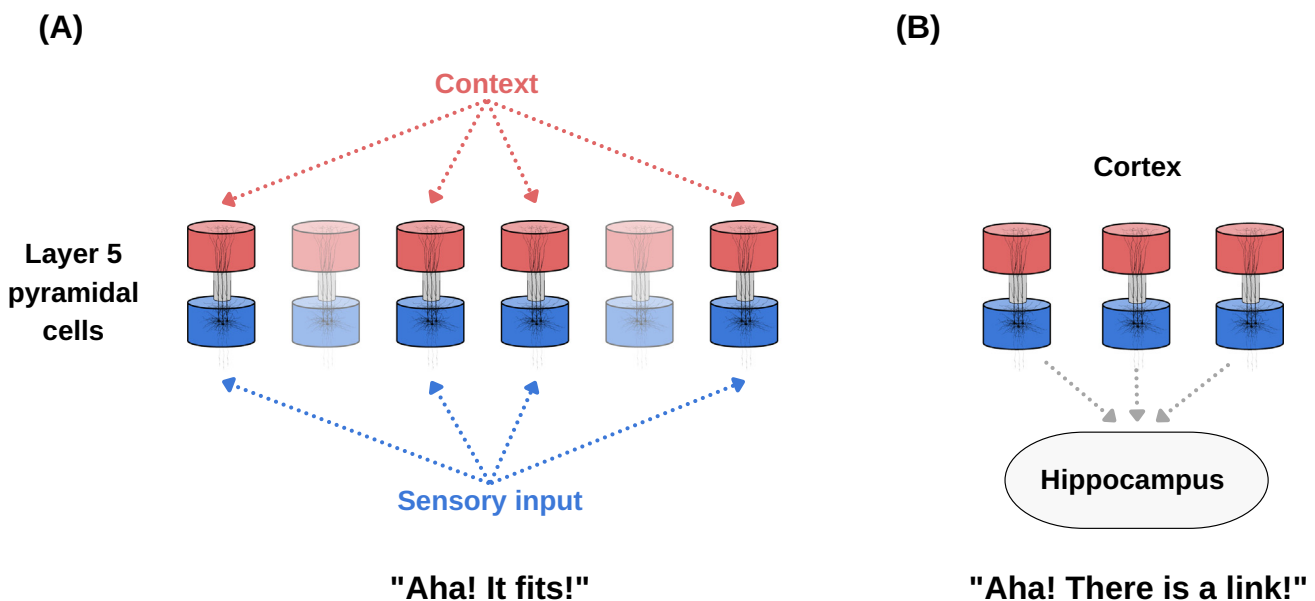 (A)
Context
Layer 5
pyramidal
cells
Sensory input
"Aha! It fits!"
(B)
Cortex
Hippocampus
"Aha! There is a link!"